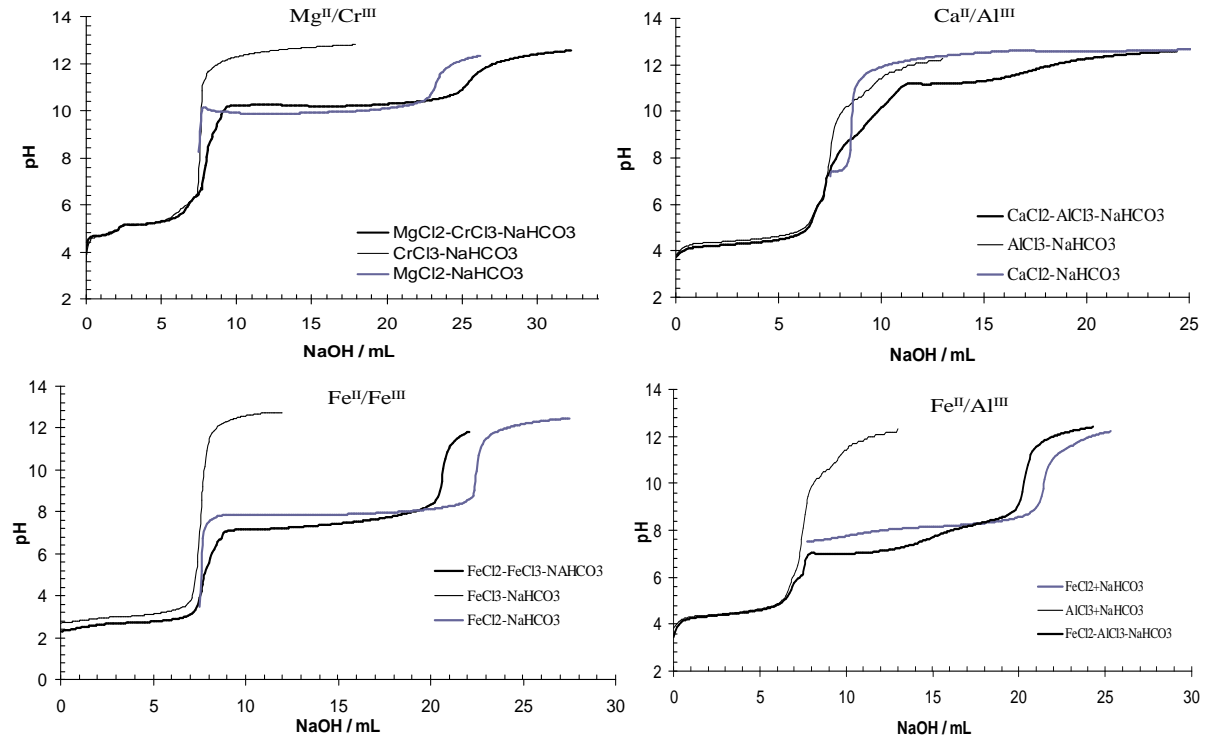 Mg^II/Cr^III
14
12
10
8
6
4
2
pH
0 5 10 15 20 25 30
NaOH / mL
MgCl2-CrCl3-NaHCO3
CrCl3-NaHCO3
MgCl2-NaHCO3
Ca^II/Al^III
14
12
10
8
6
4
2
pH
0 5 10 15 20 25
NaOH / mL
CaCl2-AlCl3-NaHCO3
AlCl3-NaHCO3
CaCl2-NaHCO3
Fe^II/Fe^III
14
12
10
8
6
4
2
0
pH
0 5 10 15 20 25 30
NaOH / mL
FeCl2-FeCl3-NAHCO3
FeCl3-NaHCO3
FeCl2-NaHCO3
Fe^II/Al^III
14
12
10
8
6
4
2
pH
0 5 10 15 20 25 30
NaOH / mL
FeCl2+NaHCO3
AlCl3+NaHCO3
FeCl2-AlCl3-NaHCO3